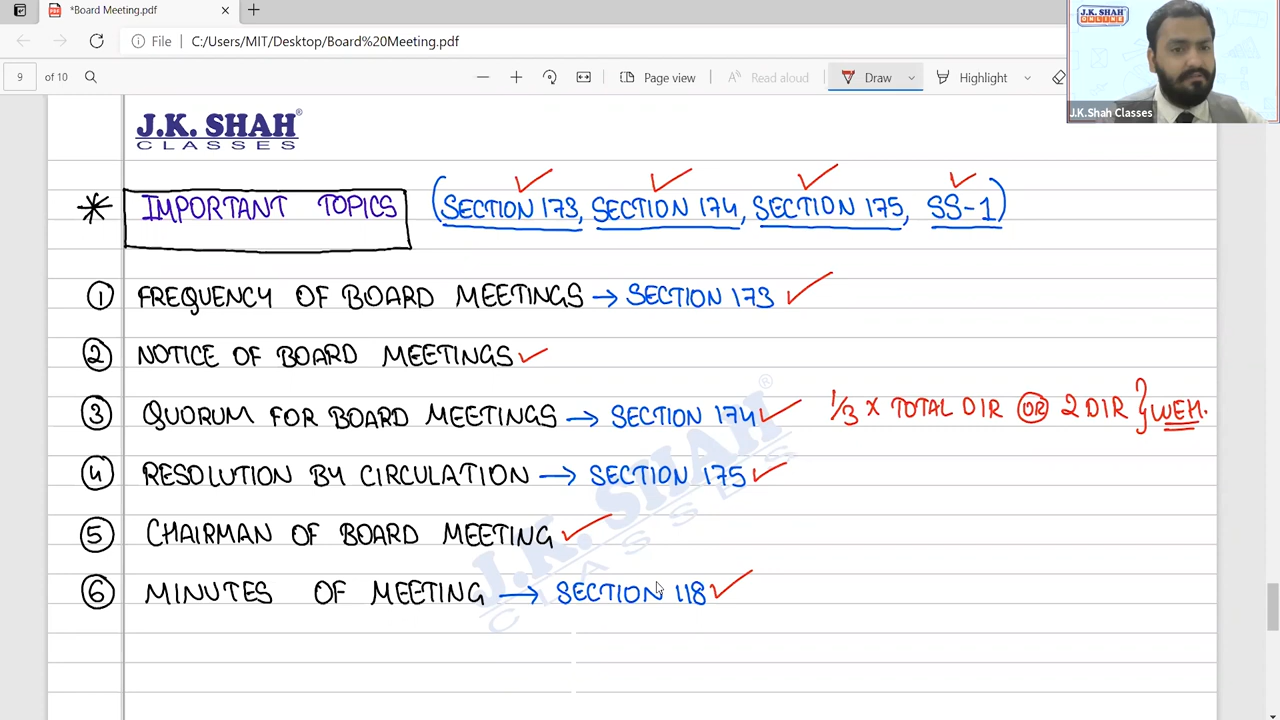 *Board Meeting.pdf
File C:/Users/MIT/Desktop/Board%20Meeting.pdf
9 of 10 Page view Read aloud Draw Highlight
J.K. SHAH ONLINE
J.K.Shah Classes
J.K. SHAH®
CLASSES
* IMPORTANT TOPICS (SECTION 173, SECTION 174, SECTION 175, SS-1)
① FREQUENCY OF BOARD MEETINGS → SECTION 173 ✓
② NOTICE OF BOARD MEETINGS ✓
③ QUORUM FOR BOARD MEETINGS → SECTION 174 ✓ 1/3 x TOTAL DIR OR 2 DIR } WEH.
④ RESOLUTION BY CIRCULATION → SECTION 175 ✓
⑤ CHAIRMAN OF BOARD MEETING ✓
⑥ MINUTES OF MEETING → SECTION 118 ✓
J.K. SHAH®
CLASSES